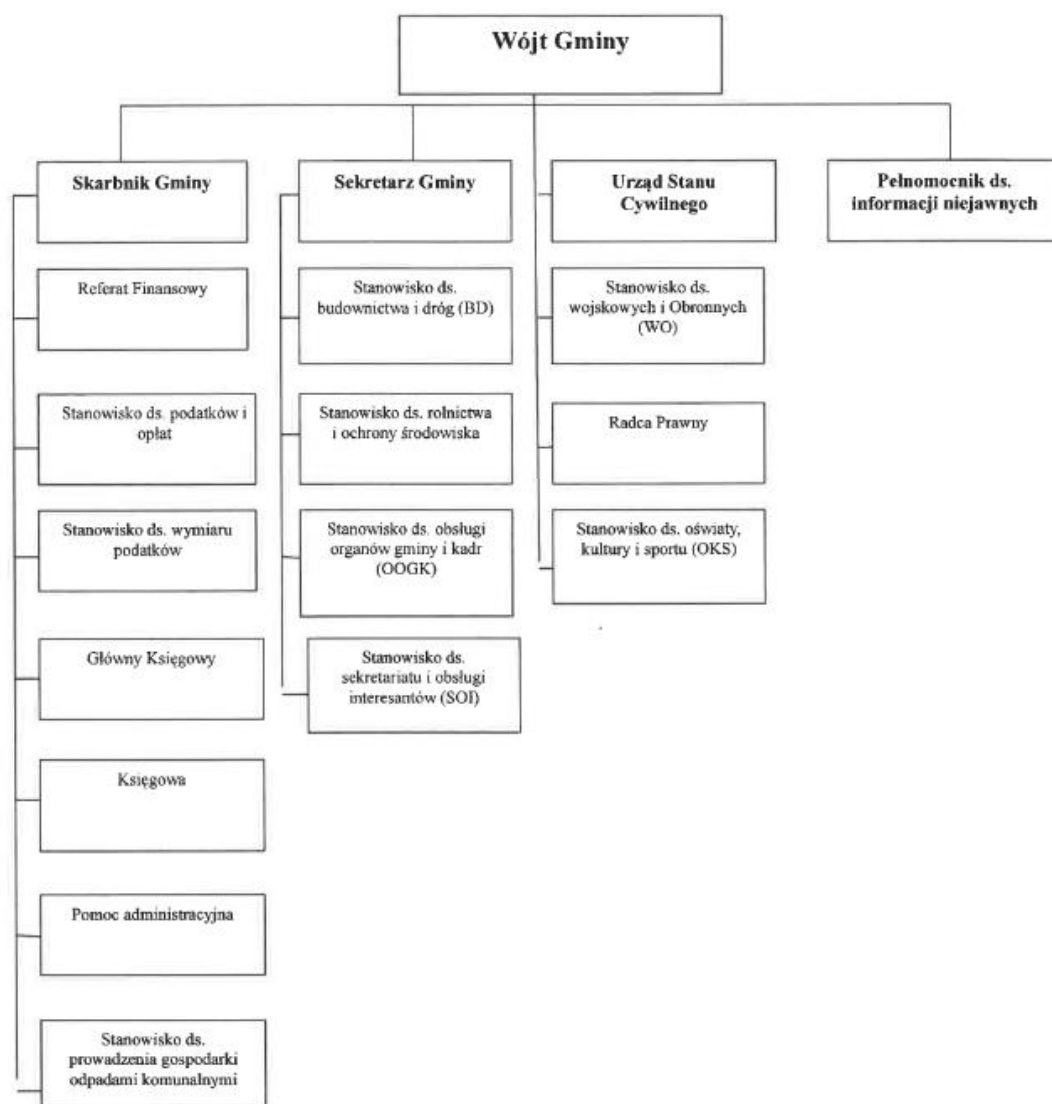 Wójt Gminy
Skarbnik Gminy
Sekretarz Gminy
Urząd Stanu
Cywilnego
Pełnomocnik ds.
informacji niejawnych
Referat Finansowy
Stanowisko ds.
budownictwa i dróg (BD)
Stanowisko ds.
wojskowych i Obronnych
(WO)
Stanowisko ds. podatków i
opłat
Stanowisko ds. rolnictwa
i ochrony środowiska
Radca Prawny
Stanowisko ds. wymiaru
podatków
Stanowisko ds. obsługi
organów gminy i kadr
(OOGK)
Stanowisko ds. oświaty,
kultury i sportu (OKS)
Główny Księgowy
Stanowisko ds.
sekretariatu i obsługi
interesantów (SOI)
Księgowa
Pomoc administracyjna
Stanowisko ds.
prowadzenia gospodarki
odpadami komunalnymi